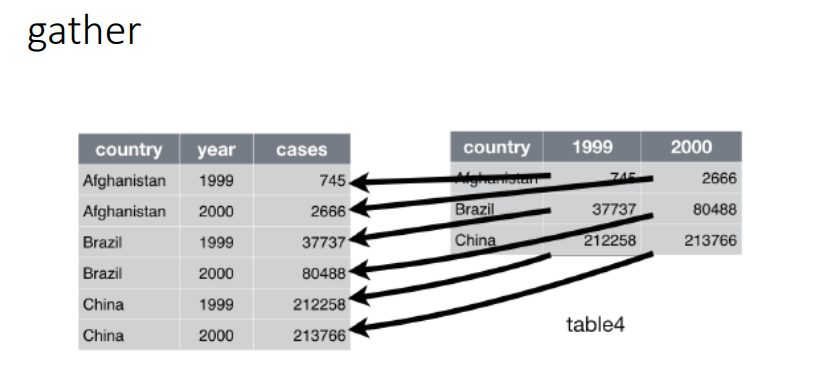 gather
country year cases
Afghanistan 1999 745
Afghanistan 2000 2666
Brazil 1999 37737
Brazil 2000 80488
China 1999 212258
China 2000 213766
country 1999 2000
Afghanistan 745 2666
Brazil 37737 80488
China 212258 213766
table4